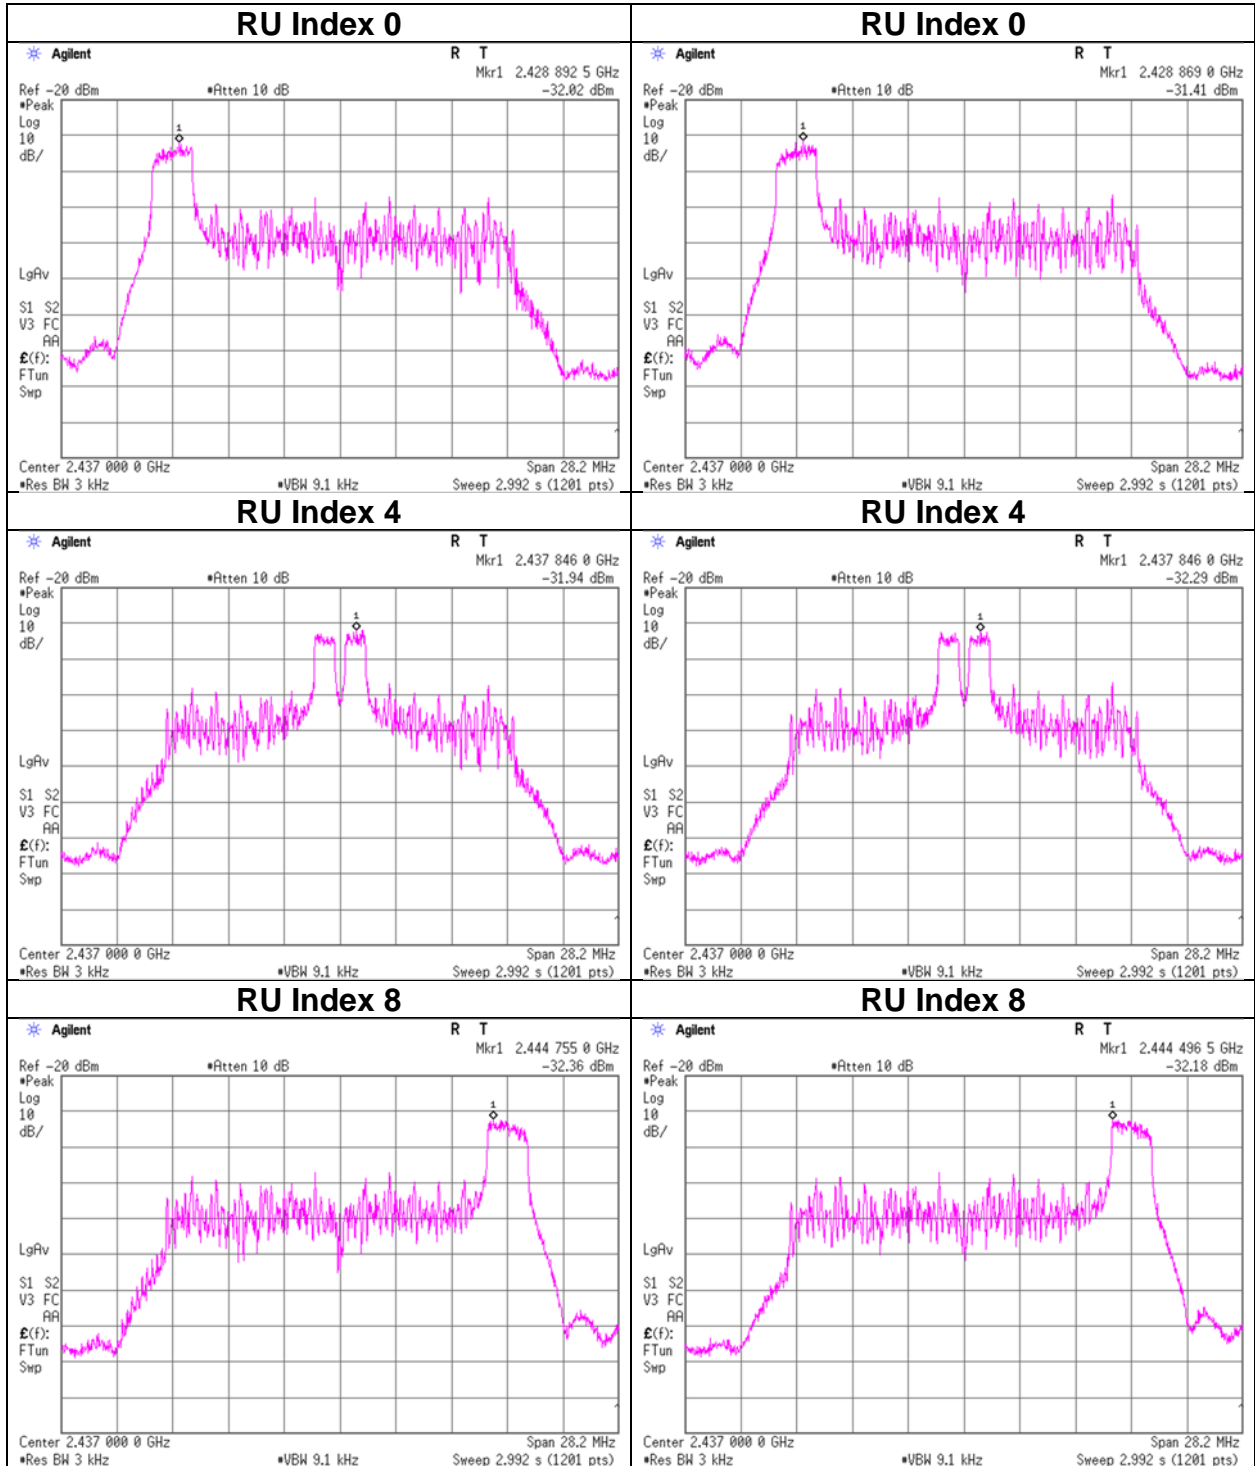 RU Index 0
Agilent
R T
Mkr1 2.428 892 5 GHz
Ref -20 dBm #Atten 10 dB -32.02 dBm
#Peak
Log
10
dB/
1
LgAv
S1 S2
V3 FC
AA
£(f):
FTun
Swp
Center 2.437 000 0 GHz Span 28.2 MHz
#Res BW 3 kHz #VBW 9.1 kHz Sweep 2.992 s (1201 pts)
RU Index 0
Agilent
R T
Mkr1 2.428 869 0 GHz
Ref -20 dBm #Atten 10 dB -31.41 dBm
#Peak
Log
10
dB/
1
LgAv
S1 S2
V3 FC
AA
£(f):
FTun
Swp
Center 2.437 000 0 GHz Span 28.2 MHz
#Res BW 3 kHz #VBW 9.1 kHz Sweep 2.992 s (1201 pts)
RU Index 4
Agilent
R T
Mkr1 2.437 846 0 GHz
Ref -20 dBm #Atten 10 dB -31.94 dBm
#Peak
Log
10
dB/
1
LgAv
S1 S2
V3 FC
AA
£(f):
FTun
Swp
Center 2.437 000 0 GHz Span 28.2 MHz
#Res BW 3 kHz #VBW 9.1 kHz Sweep 2.992 s (1201 pts)
RU Index 4
Agilent
R T
Mkr1 2.437 846 0 GHz
Ref -20 dBm #Atten 10 dB -32.29 dBm
#Peak
Log
10
dB/
1
LgAv
S1 S2
V3 FC
AA
£(f):
FTun
Swp
Center 2.437 000 0 GHz Span 28.2 MHz
#Res BW 3 kHz #VBW 9.1 kHz Sweep 2.992 s (1201 pts)
RU Index 8
Agilent
R T
Mkr1 2.444 755 0 GHz
Ref -20 dBm #Atten 10 dB -32.36 dBm
#Peak
Log
10
dB/
1
LgAv
S1 S2
V3 FC
AA
£(f):
FTun
Swp
Center 2.437 000 0 GHz Span 28.2 MHz
#Res BW 3 kHz #VBW 9.1 kHz Sweep 2.992 s (1201 pts)
RU Index 8
Agilent
R T
Mkr1 2.444 496 5 GHz
Ref -20 dBm #Atten 10 dB -32.18 dBm
#Peak
Log
10
dB/
1
LgAv
S1 S2
V3 FC
AA
£(f):
FTun
Swp
Center 2.437 000 0 GHz Span 28.2 MHz
#Res BW 3 kHz #VBW 9.1 kHz Sweep 2.992 s (1201 pts)